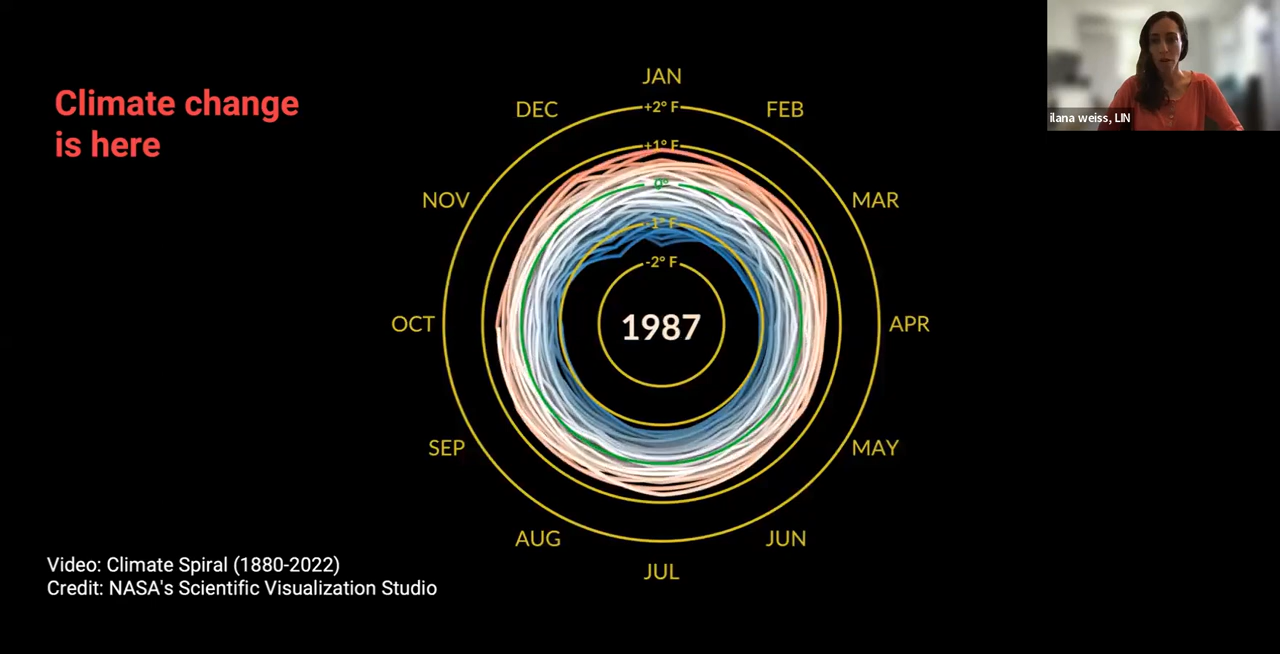 Climate change
is here
JAN
FEB
MAR
APR
MAY
JUN
JUL
AUG
SEP
OCT
NOV
DEC
+2° F
+1° F
0°
-1° F
-2° F
1987
Video: Climate Spiral (1880-2022)
Credit: NASA's Scientific Visualization Studio
ilana weiss, LIN